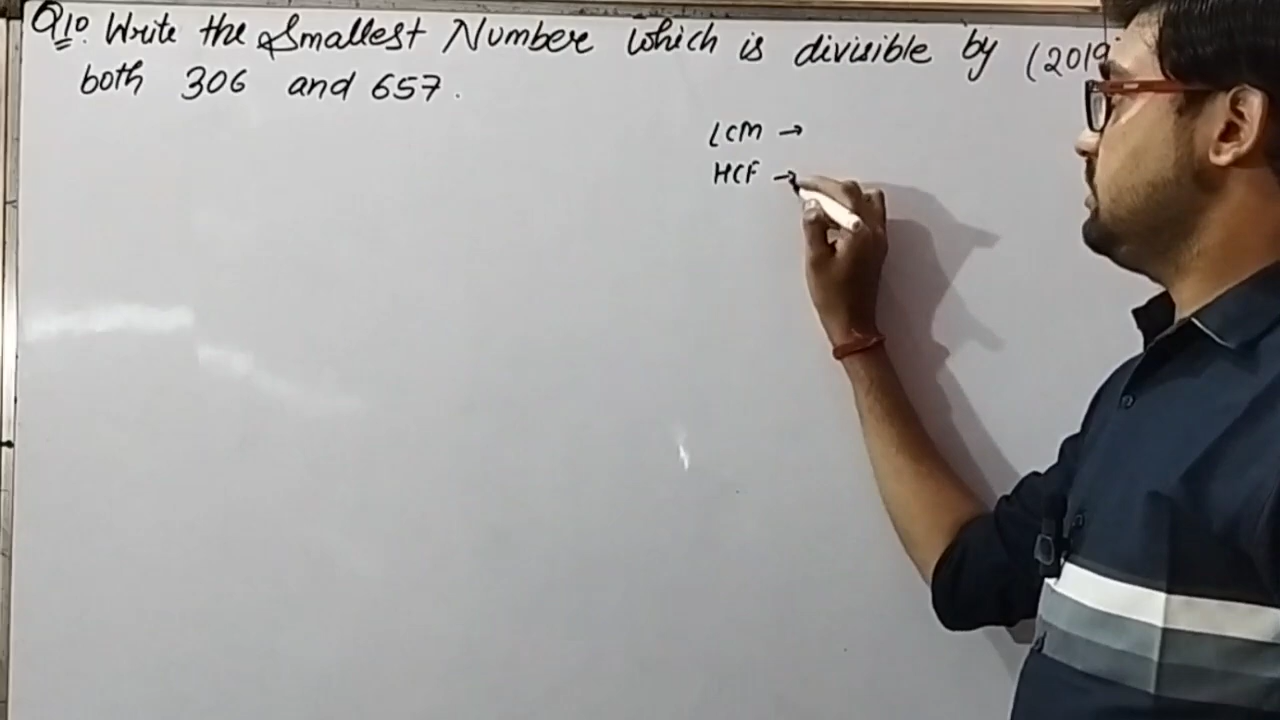 Q10. Write the Smallest Number which is divisible by (2019
both 306 and 657.
LCM →
HCF →